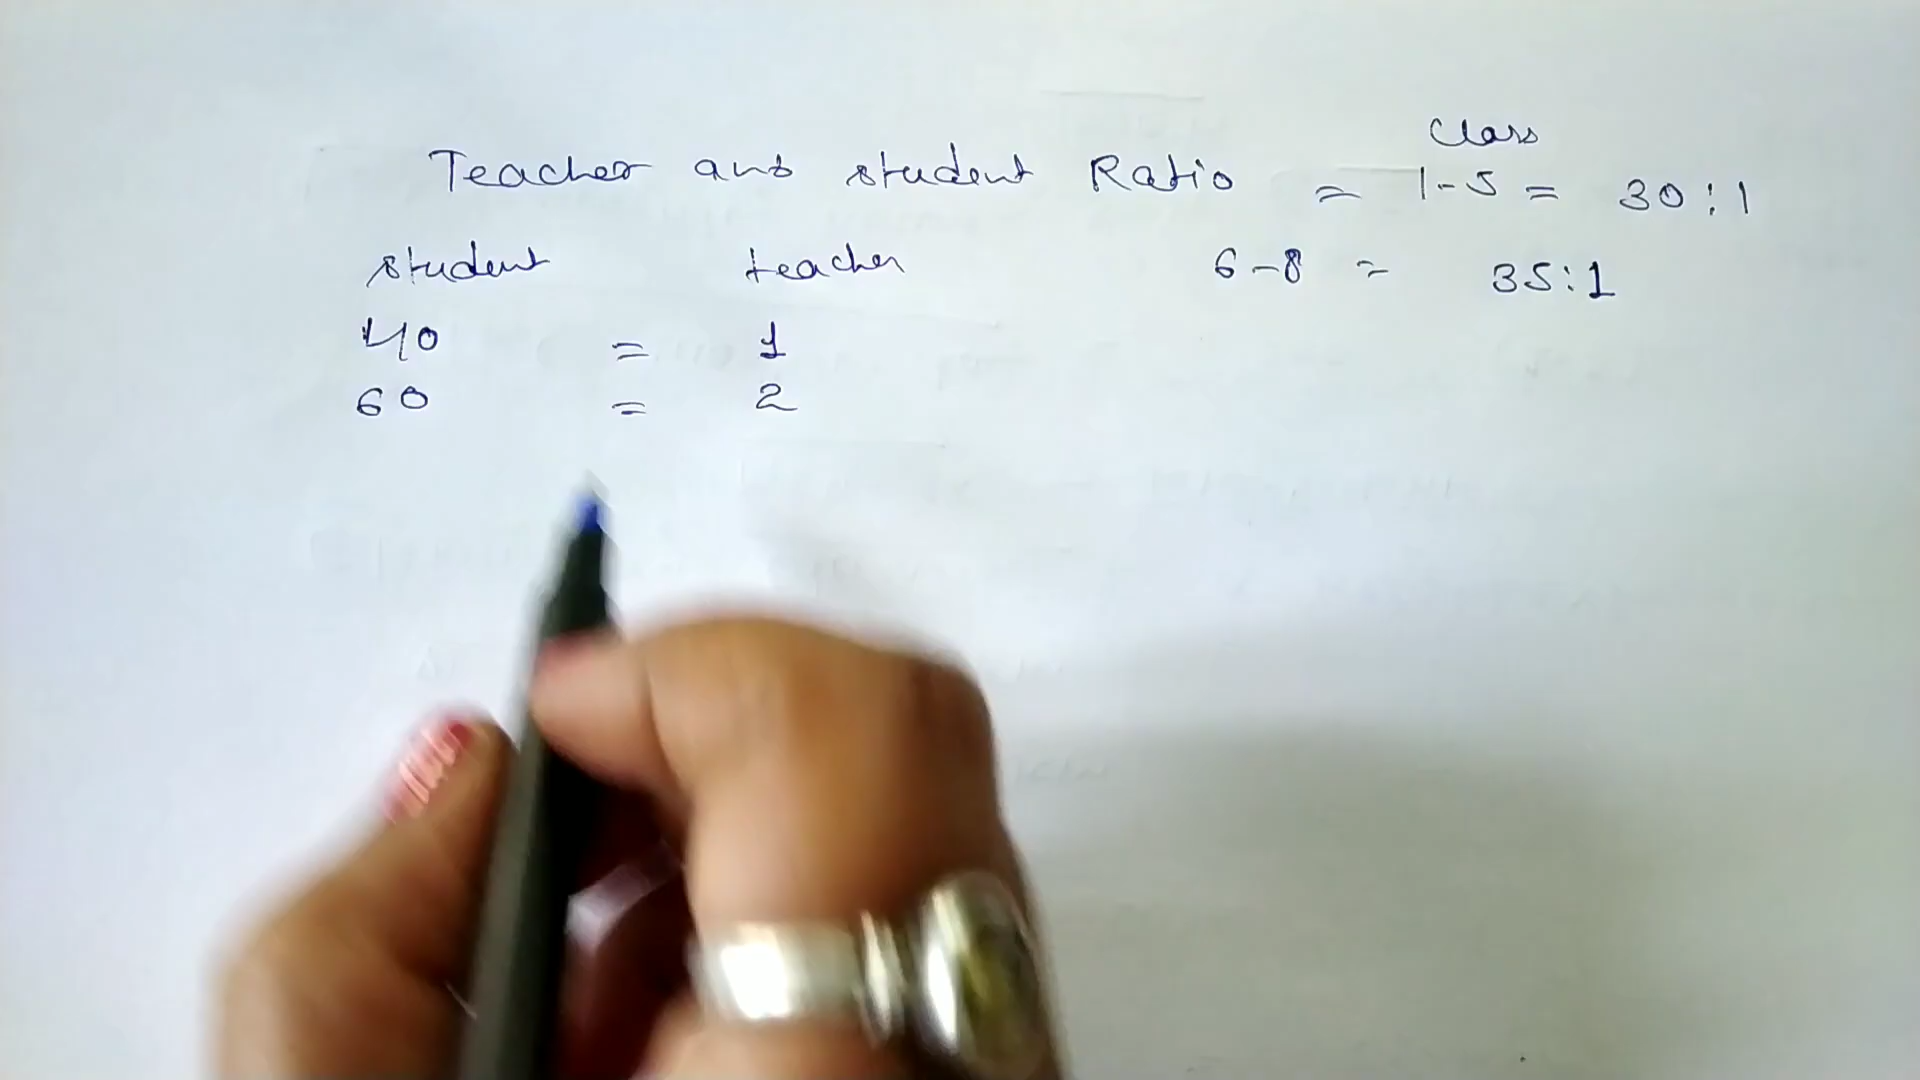 Class
Teacher and student Ratio = 1-5 = 30:1
student teacher 6-8 = 35:1
40 = 1
60 = 2